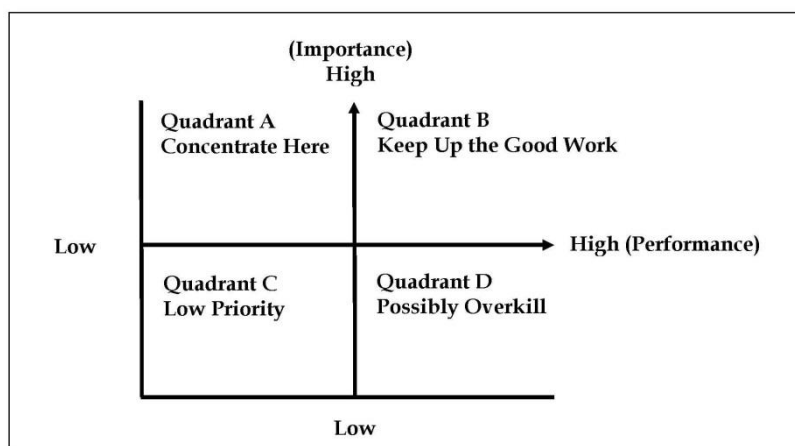 (Importance)
High
Quadrant A
Concentrate Here
Quadrant B
Keep Up the Good Work
Low
High (Performance)
Quadrant C
Low Priority
Quadrant D
Possibly Overkill
Low